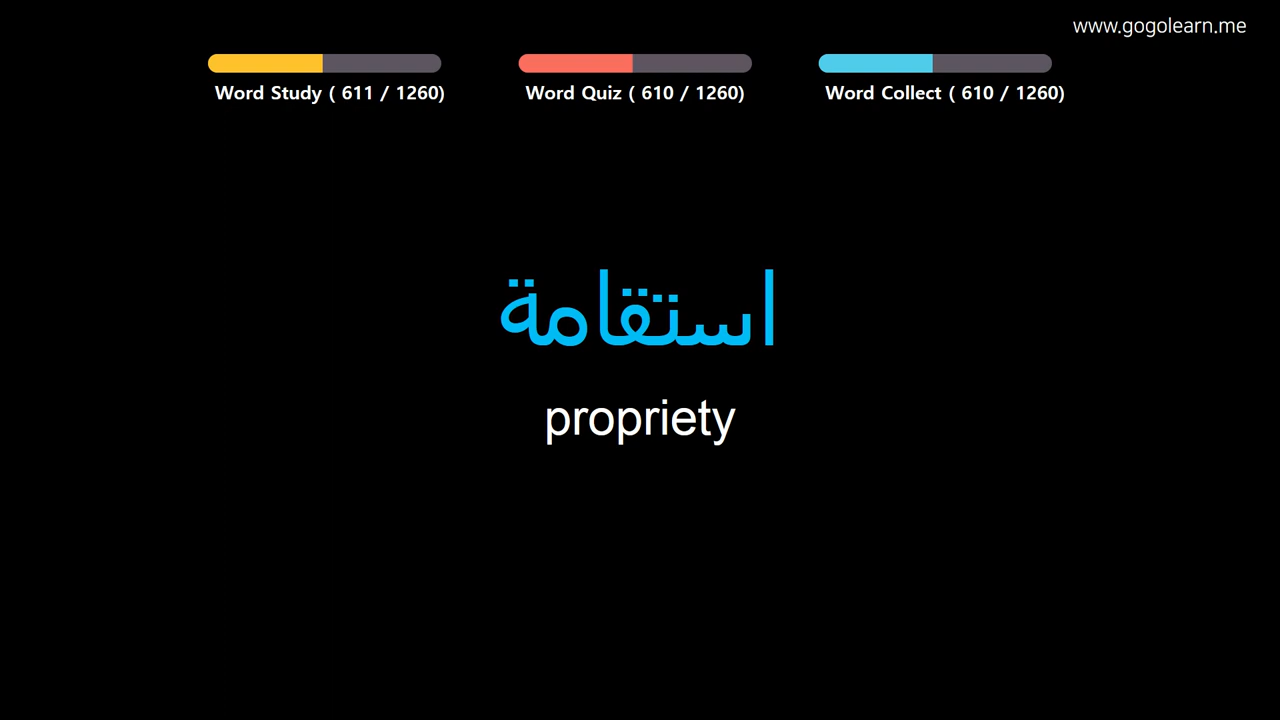 www.gogolearn.me
Word Study ( 611 / 1260)
Word Quiz ( 610 / 1260)
Word Collect ( 610 / 1260)
استقامة
propriety